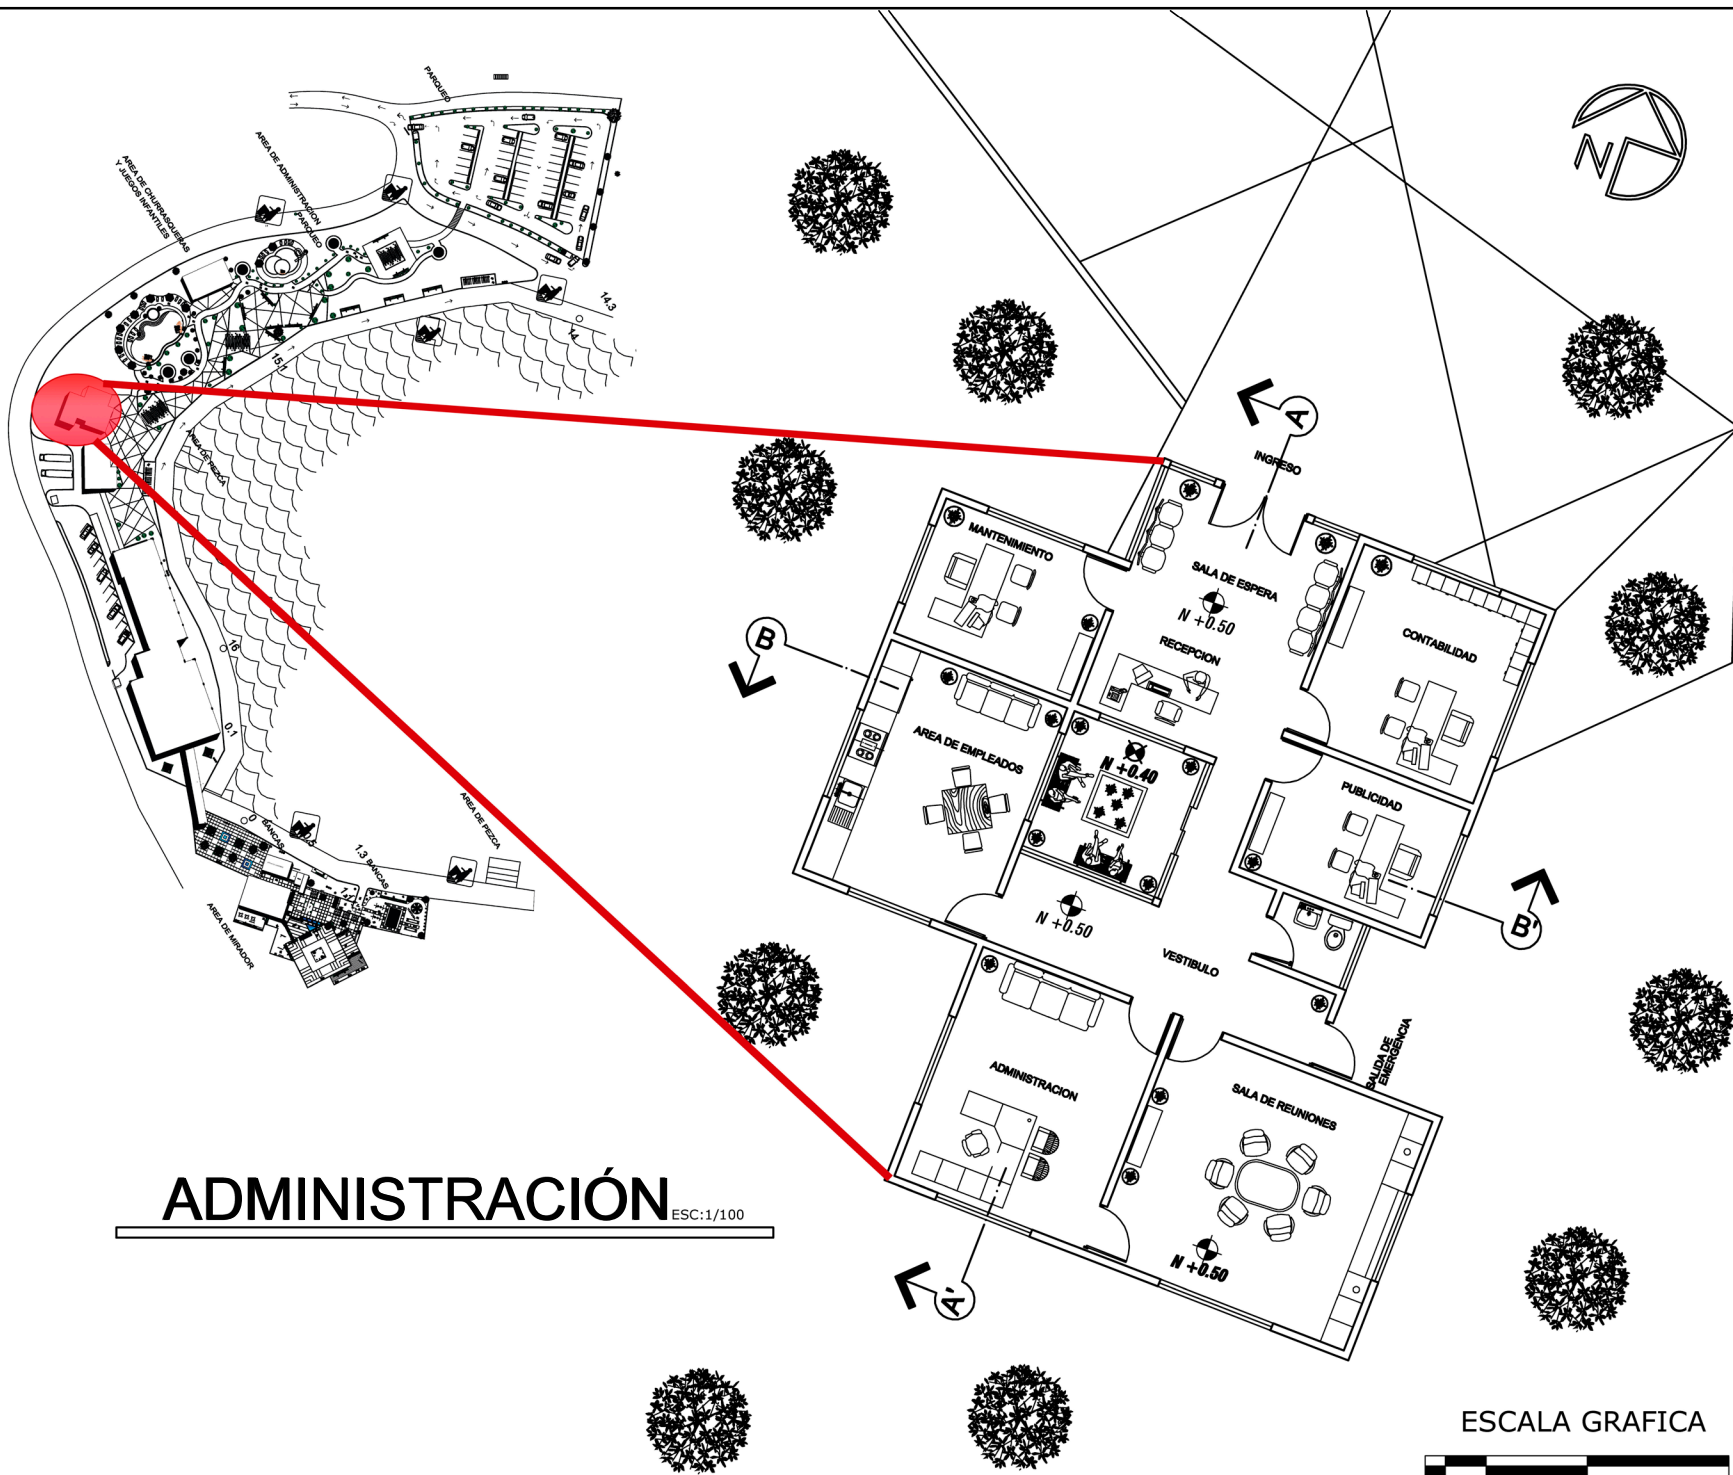 PARQUEO
AREA DE ADMINISTRACION
PARQUEO
AREA DE CHURRASQUERAS
Y JUEGOS INFANTILES
14.3
14
15.1
AREA DE PEZCA
16
0.1
0
BANCAS
1.3
BANCAS
AREA DE PEZCA
AREA DE MIRADOR
N
A
INGRESO
MANTENIMIENTO
SALA DE ESPERA
N +0.50
RECEPCION
CONTABILIDAD
B
AREA DE EMPLEADOS
N +0.40
PUBLICIDAD
B'
N +0.50
VESTIBULO
SALIDA DE
EMERGENCIA
ADMINISTRACION
SALA DE REUNIONES
N +0.50
A'
ADMINISTRACIÓN ESC:1/100
ESCALA GRAFICA